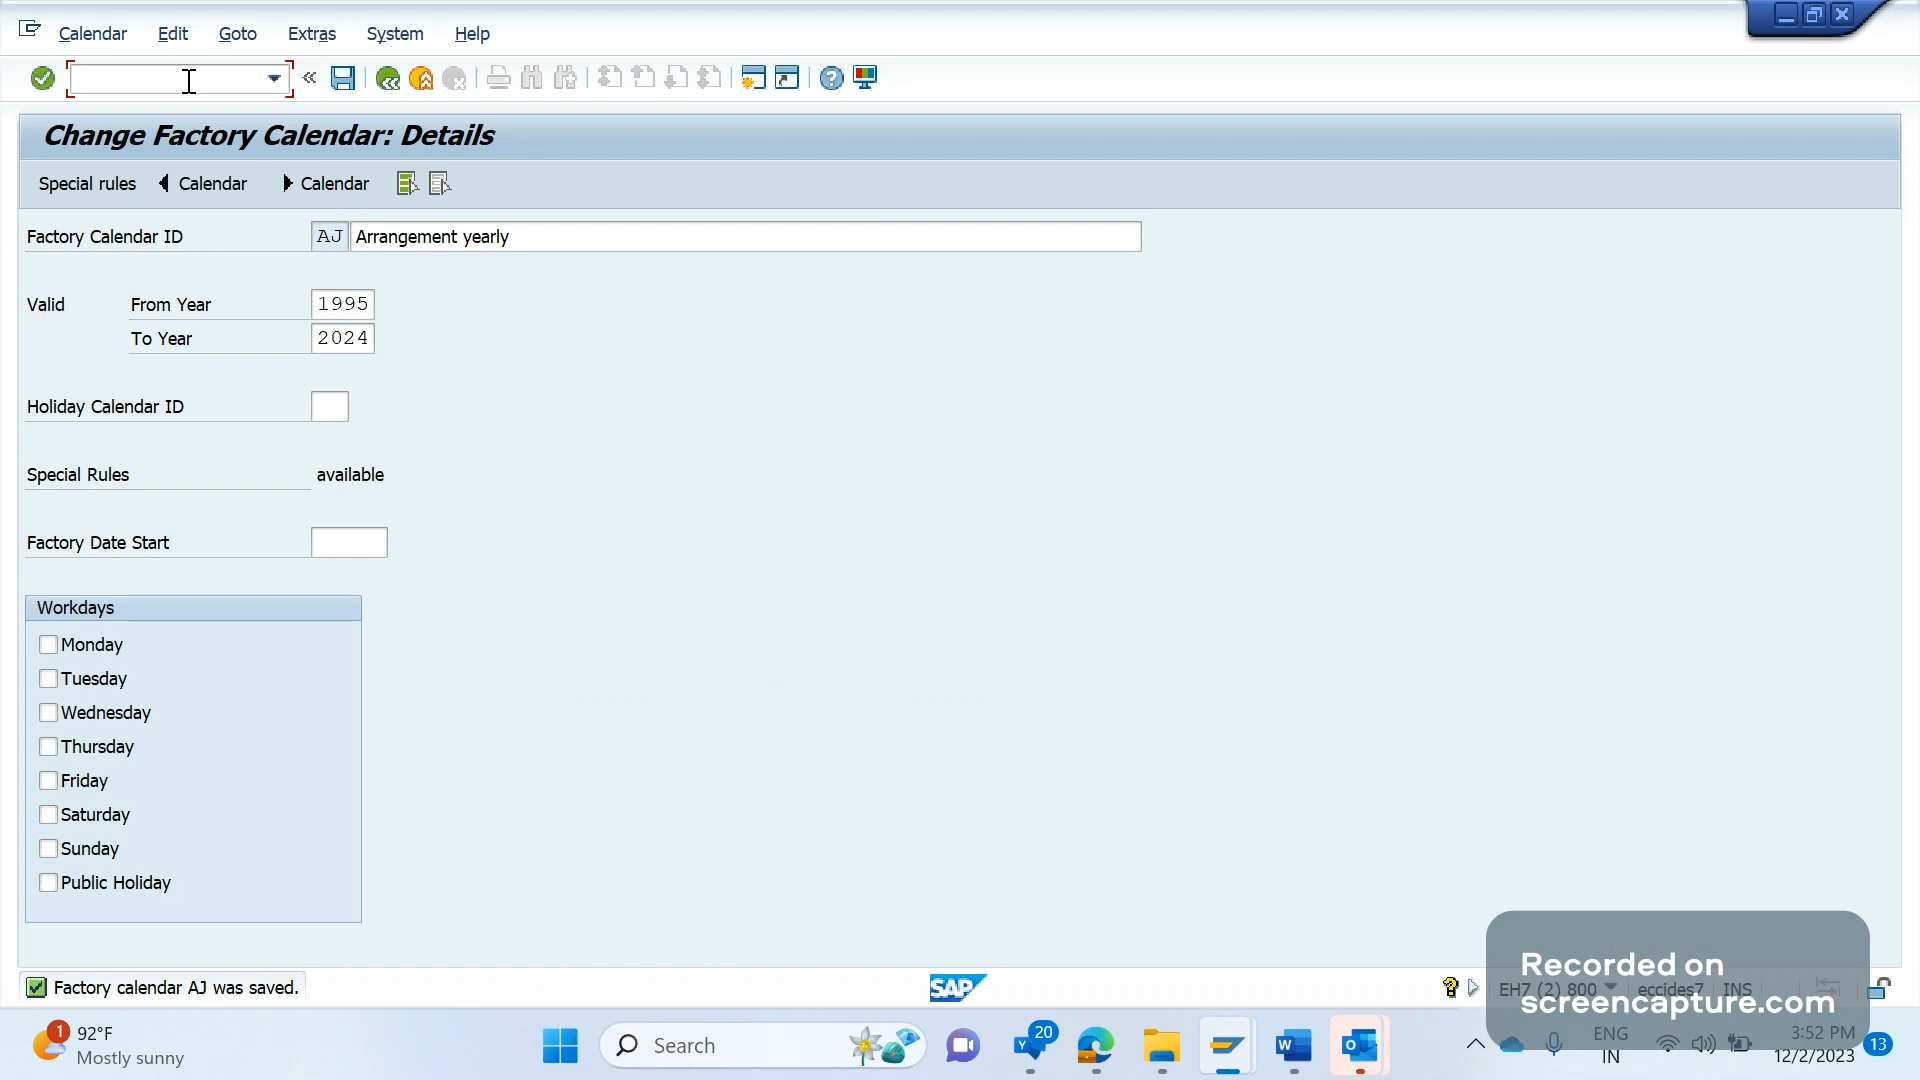 Calendar Edit Goto Extras System Help
Change Factory Calendar: Details
Special rules Calendar Calendar
Factory Calendar ID AJ Arrangement yearly
Valid From Year 1995
To Year 2024
Holiday Calendar ID
Special Rules available
Factory Date Start
Workdays
Monday
Tuesday
Wednesday
Thursday
Friday
Saturday
Sunday
Public Holiday
Factory calendar AJ was saved.
SAP
EH7 (2) 800 eccides7 INS
Recorded on
screencapture.com
1
92°F
Mostly sunny
Search
20
ENG
IN
3:52 PM
12/2/2023
13